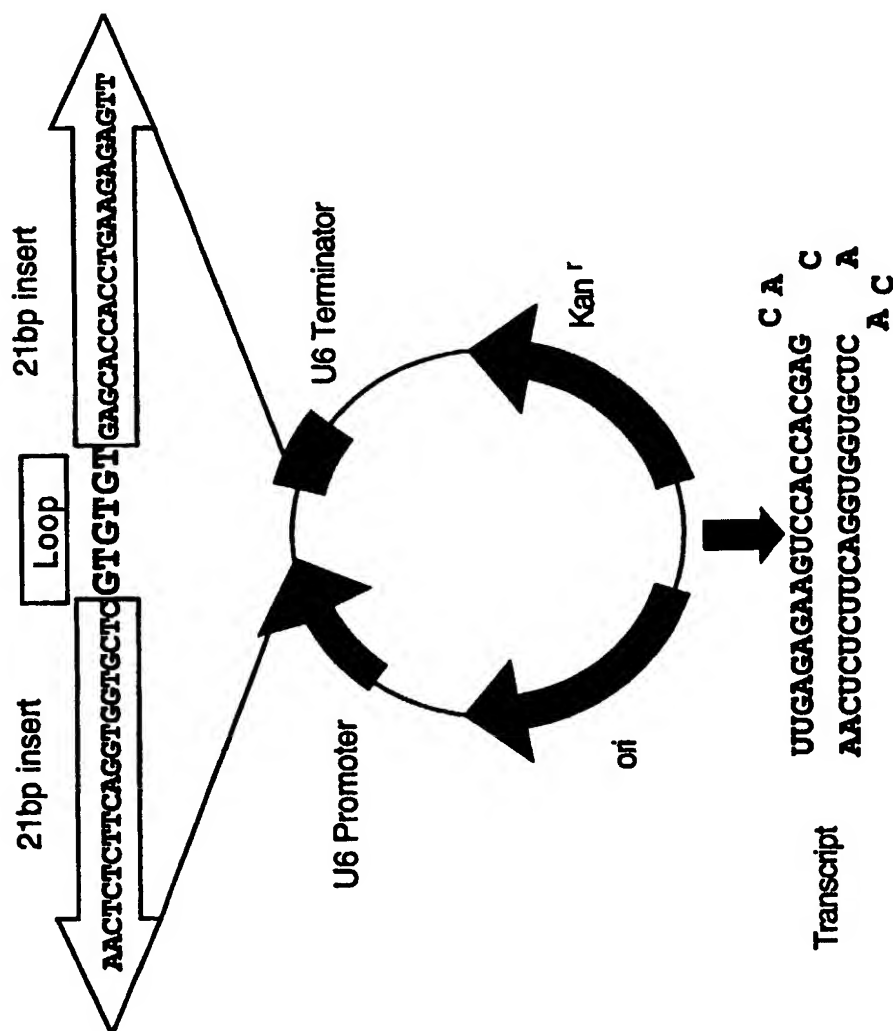 21bp insert
Loop
21bp insert
AACTCTCTTCAGGTGGTGCTC GTGTGT GAGCACCACCTGAAGAGAGTT
U6 Promoter
U6 Terminator
ori
Kan r
Transcript
C A
UUGAGAGAAGUCCACCACGAG
C
AACUCUCUUCAGGUGGUGCUC
A
A C